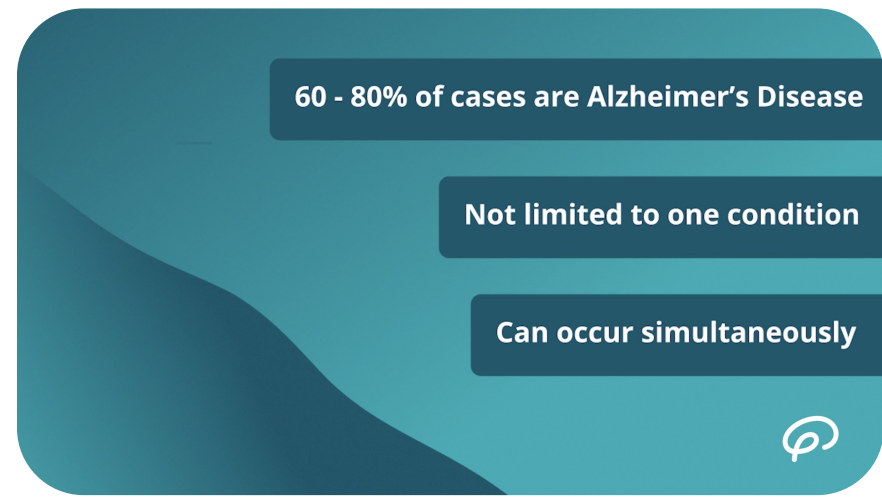 60 - 80% of cases are Alzheimer’s Disease
Not limited to one condition
Can occur simultaneously